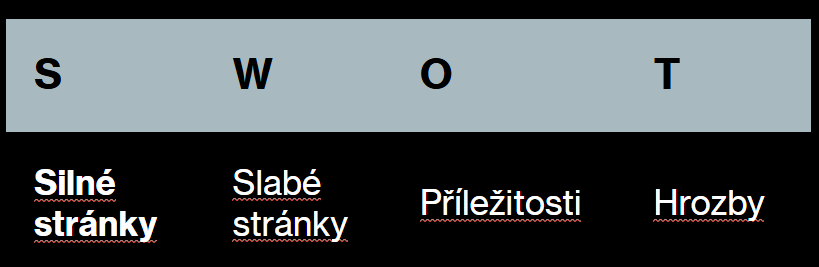 S W O T
Silné
stránky
Slabé
stránky
Příležitosti
Hrozby